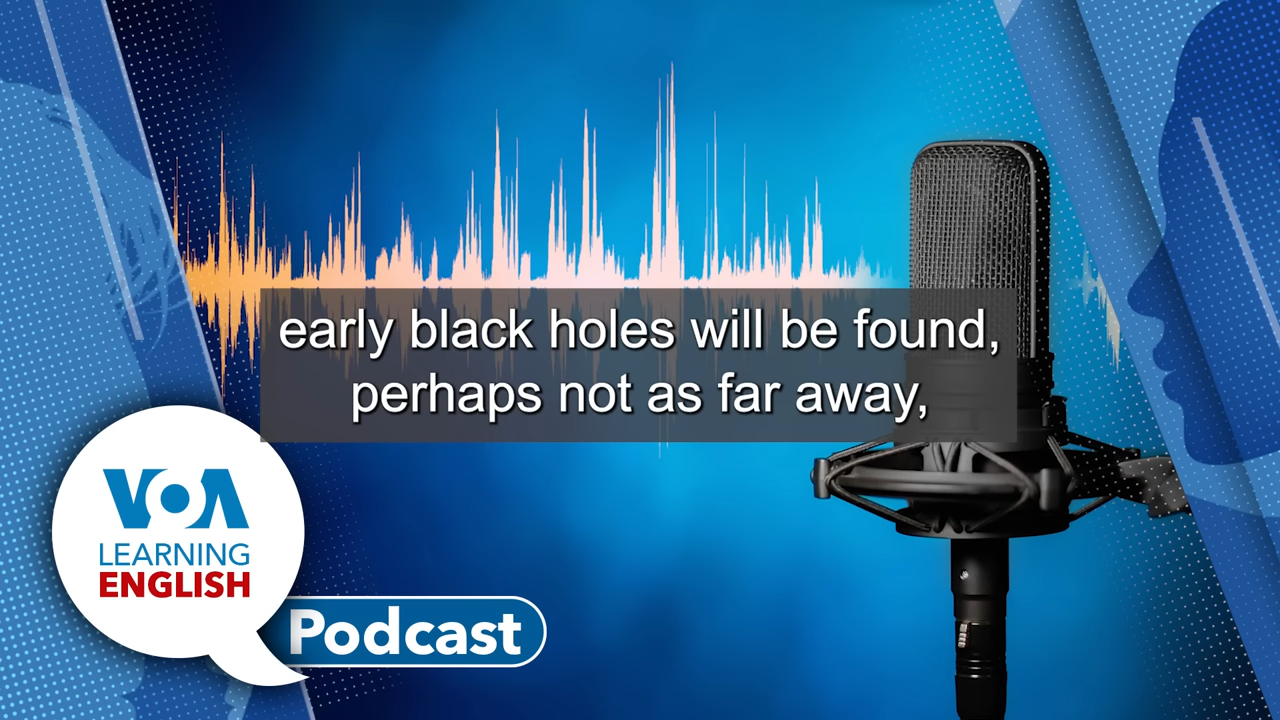 early black holes will be found,
perhaps not as far away,
VOA
LEARNING
ENGLISH
Podcast